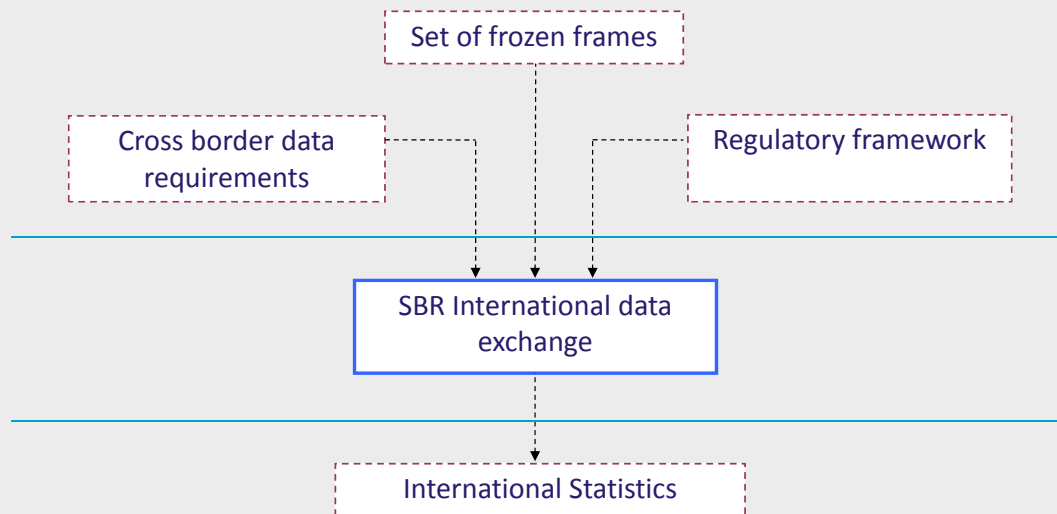 Set of frozen frames
Cross border data
requirements
Regulatory framework
SBR International data
exchange
International Statistics